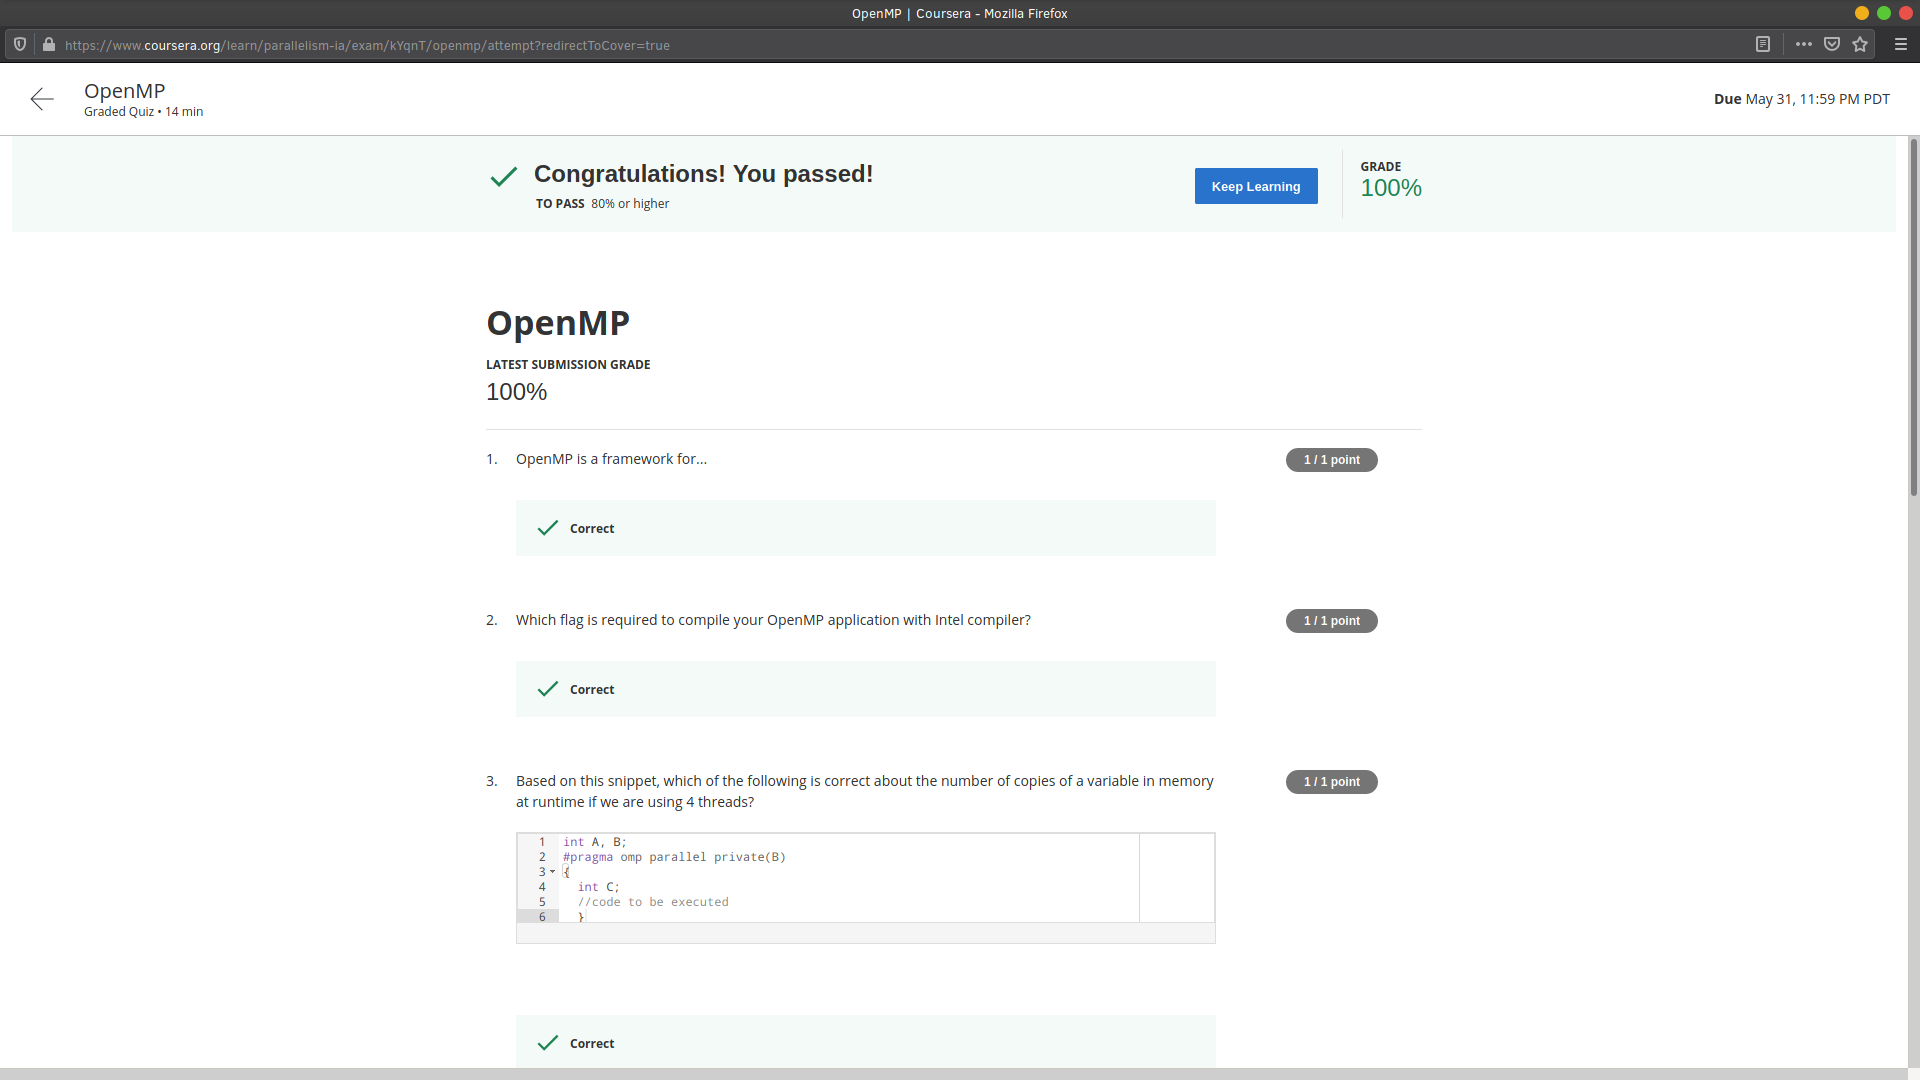 OpenMP | Coursera - Mozilla Firefox
https://www.coursera.org/learn/parallelism-ia/exam/kYqnT/openmp/attempt?redirectToCover=true
OpenMP
Graded Quiz • 14 min
Due May 31, 11:59 PM PDT
Congratulations! You passed!
TO PASS 80% or higher
Keep Learning
GRADE
100%
OpenMP
LATEST SUBMISSION GRADE
100%
1. OpenMP is a framework for...
1 / 1 point
Correct
2. Which flag is required to compile your OpenMP application with Intel compiler?
1 / 1 point
Correct
3. Based on this snippet, which of the following is correct about the number of copies of a variable in memory
at runtime if we are using 4 threads?
1 / 1 point
1 int A, B;
2 #pragma omp parallel private(B)
3 {
4 int C;
5 //code to be executed
6 }
Correct